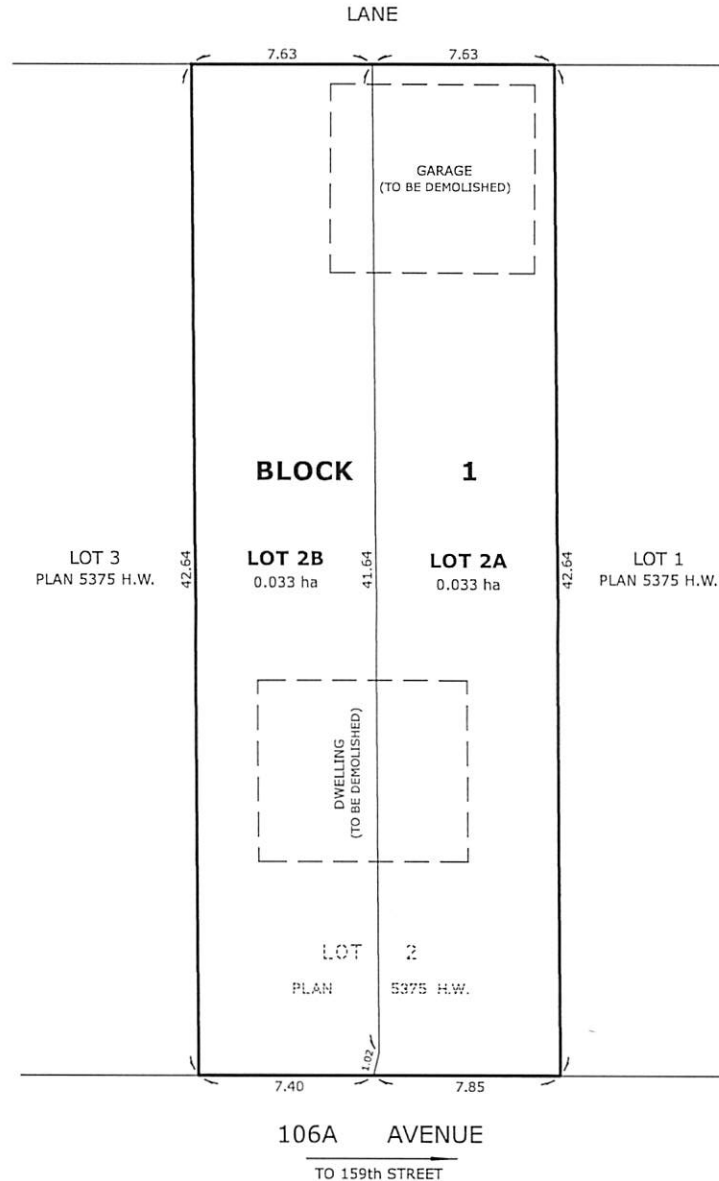 LANE
7.63 7.63
GARAGE
(TO BE DEMOLISHED)
BLOCK 1
LOT 3
PLAN 5375 H.W.
42.64
LOT 2B
0.033 ha
41.64
LOT 2A
0.033 ha
42.64
LOT 1
PLAN 5375 H.W.
DWELLING
(TO BE DEMOLISHED)
LOT 2
PLAN 5375 H.W.
1.02
7.40 7.85
106A AVENUE
TO 159th STREET